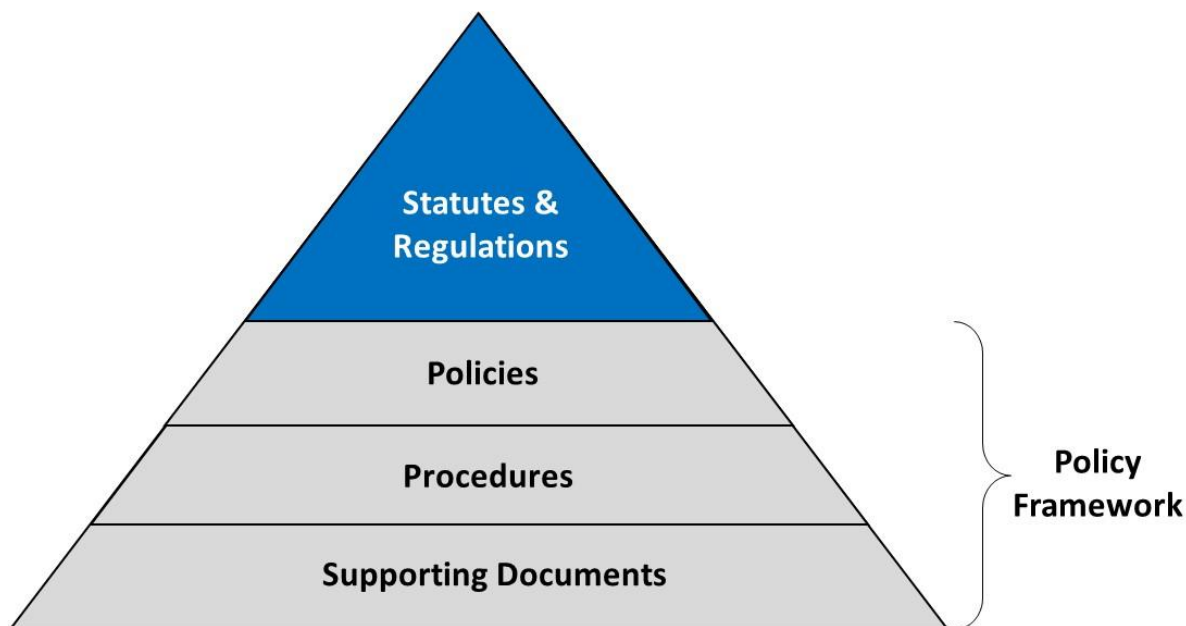 Statutes &
Regulations
Policies
Procedures
Supporting Documents
Policy
Framework